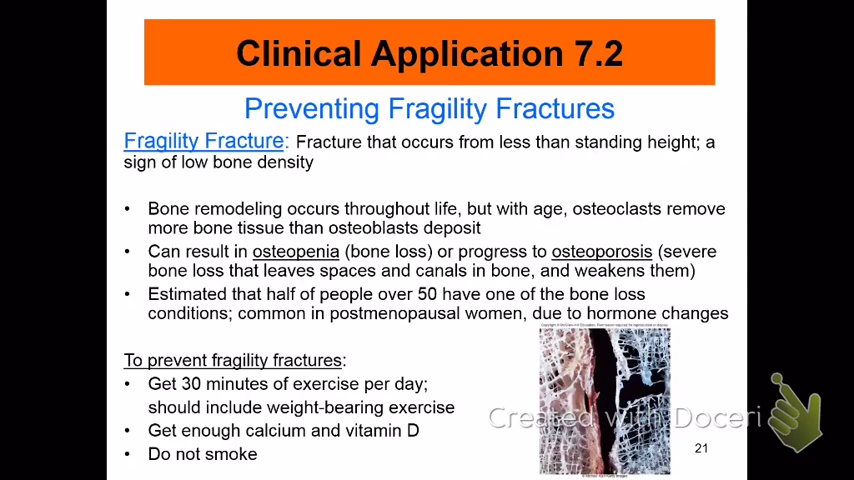 Clinical Application 7.2
Preventing Fragility Fractures
Fragility Fracture: Fracture that occurs from less than standing height; a
sign of low bone density
• Bone remodeling occurs throughout life, but with age, osteoclasts remove
more bone tissue than osteoblasts deposit
• Can result in osteopenia (bone loss) or progress to osteoporosis (severe
bone loss that leaves spaces and canals in bone, and weakens them)
• Estimated that half of people over 50 have one of the bone loss
conditions; common in postmenopausal women, due to hormone changes
To prevent fragility fractures:
• Get 30 minutes of exercise per day;
should include weight-bearing exercise
• Get enough calcium and vitamin D
• Do not smoke
Created with Doceri
21